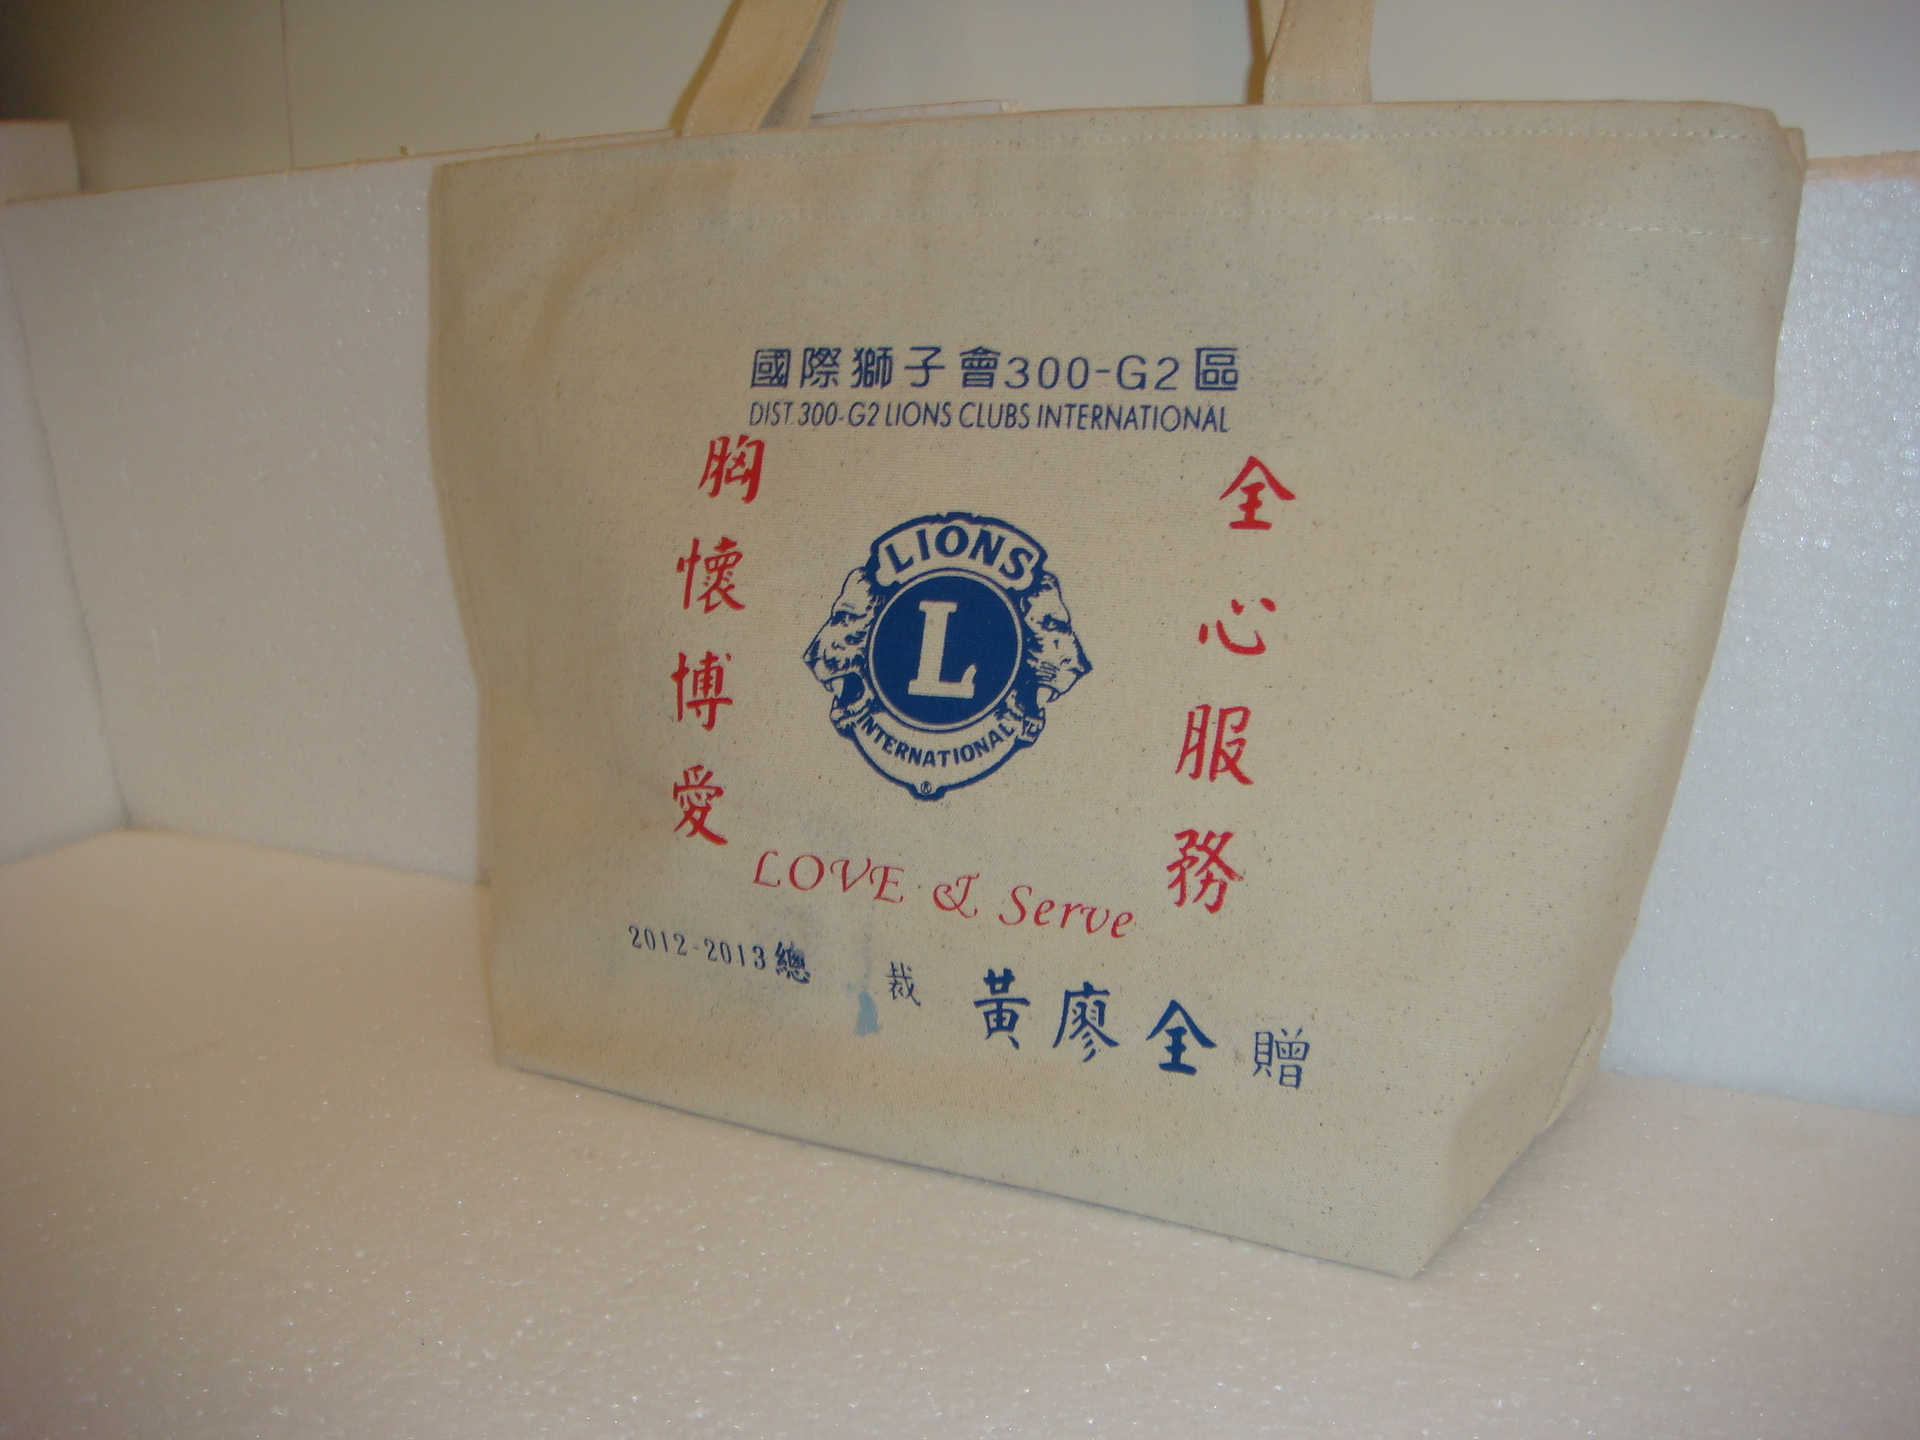 國際獅子會300-G2區
DIST. 300-G2 LIONS CLUBS INTERNATIONAL
全心服務
胸懷博愛
LIONS
L
INTERNATIONAL
®
LOVE & Serve
2012-2013總 裁 黃廖全 贈